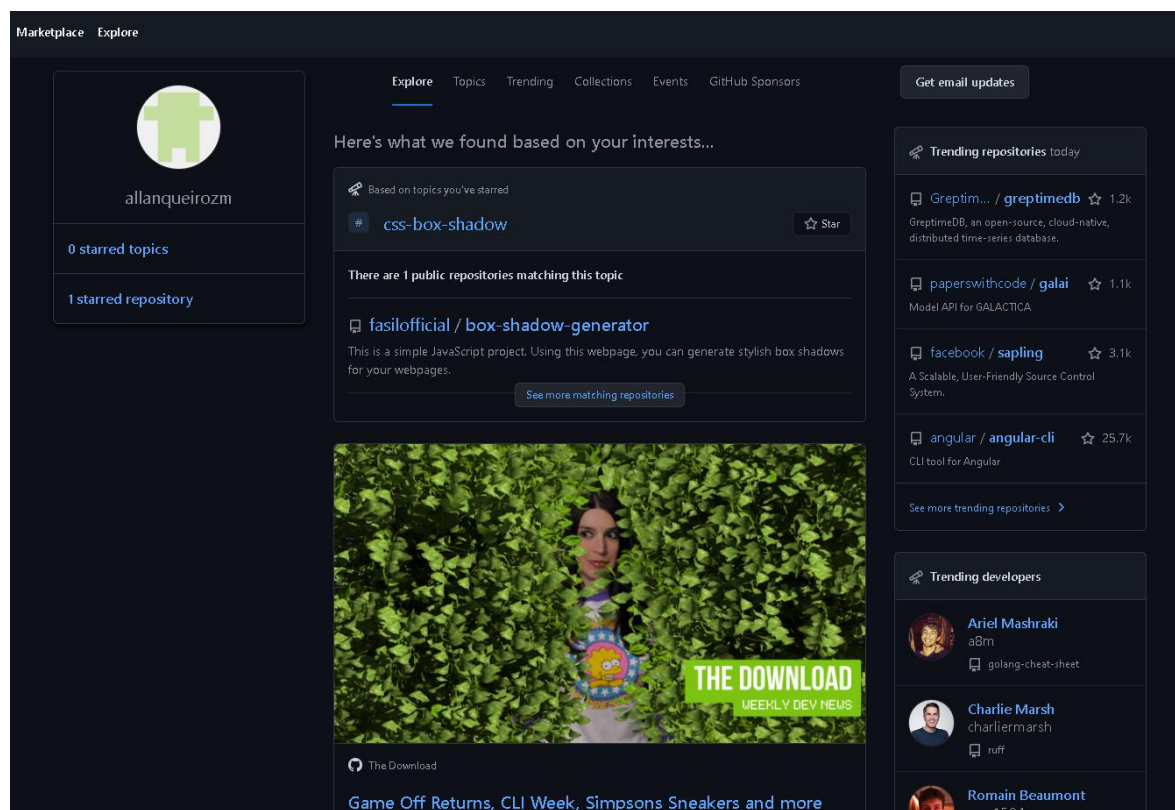 Marketplace Explore
allanqueirozm
0 starred topics
1 starred repository
Explore Topics Trending Collections Events GitHub Sponsors
Here's what we found based on your interests...
Based on topics you've starred
# css-box-shadow
Star
There are 1 public repositories matching this topic
fasilofficial / box-shadow-generator
This is a simple JavaScript project. Using this webpage, you can generate stylish box shadows
for your webpages.
See more matching repositories
THE DOWNLOAD
WEEKLY DEV NEWS
The Download
Game Off Returns, CLI Week, Simpsons Sneakers and more
Get email updates
Trending repositories today
Greptim... / greptimedb 1.2k
GreptimeDB, an open-source, cloud-native,
distributed time-series database.
paperswithcode / galai 1.1k
Model API for GALACTICA
facebook / sapling 3.1k
A Scalable, User-Friendly Source Control
System.
angular / angular-cli 25.7k
CLI tool for Angular
See more trending repositories
Trending developers
Ariel Mashraki
a8m
golang-cheat-sheet
Charlie Marsh
charliermarsh
ruff
Romain Beaumont